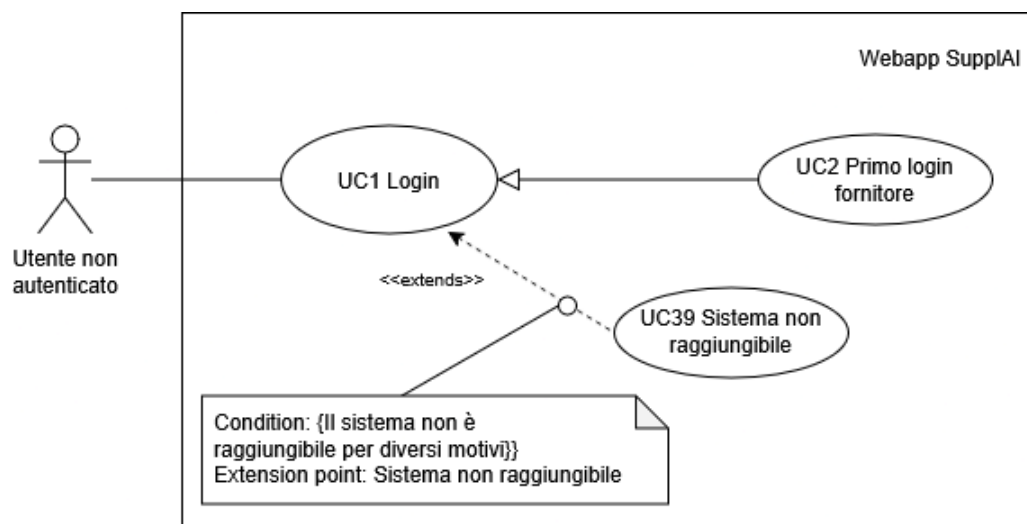 Webapp SupplAI
UC1 Login
UC2 Primo login
fornitore
Utente non
autenticato
<<extends>>
UC39 Sistema non
raggiungibile
Condition: {Il sistema non è
raggiungibile per diversi motivi}}
Extension point: Sistema non raggiungibile